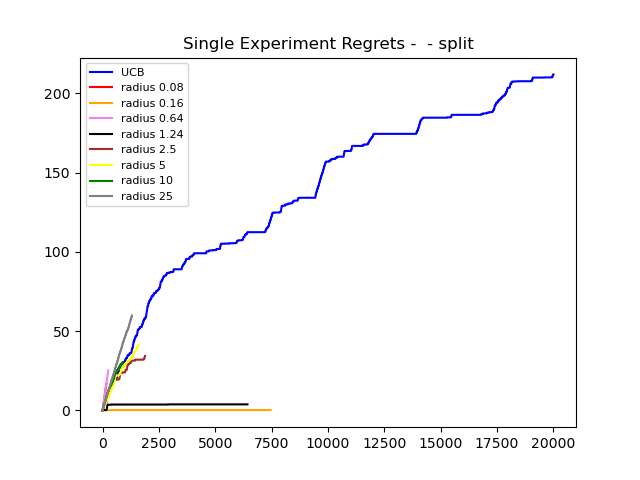 Single Experiment Regrets -  - split
UCB
radius 0.08
radius 0.16
radius 0.64
radius 1.24
radius 2.5
radius 5
radius 10
radius 25
200
150
100
50
0
0 2500 5000 7500 10000 12500 15000 17500 20000